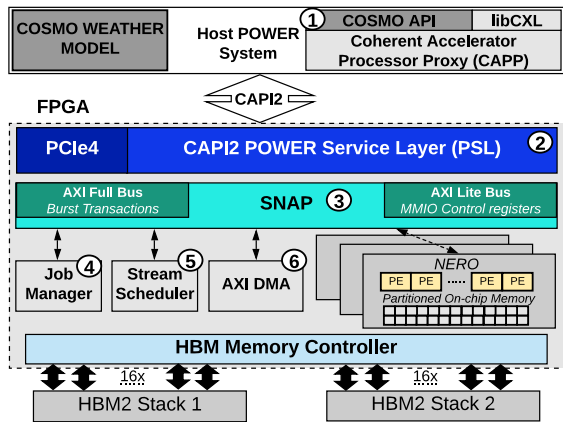 COSMO WEATHER
MODEL
Host POWER
System
1
COSMO API
libCXL
Coherent Accelerator
Processor Proxy (CAPP)
CAPI2
FPGA
PCIe4
CAPI2 POWER Service Layer (PSL)
2
AXI Full Bus
Burst Transactions
SNAP
3
AXI Lite Bus
MMIO Control registers
Job
Manager
4
Stream
Scheduler
5
AXI DMA
6
NERO
PE
PE
.....
PE
PE
Partitioned On-chip Memory
HBM Memory Controller
16x
16x
HBM2 Stack 1
HBM2 Stack 2